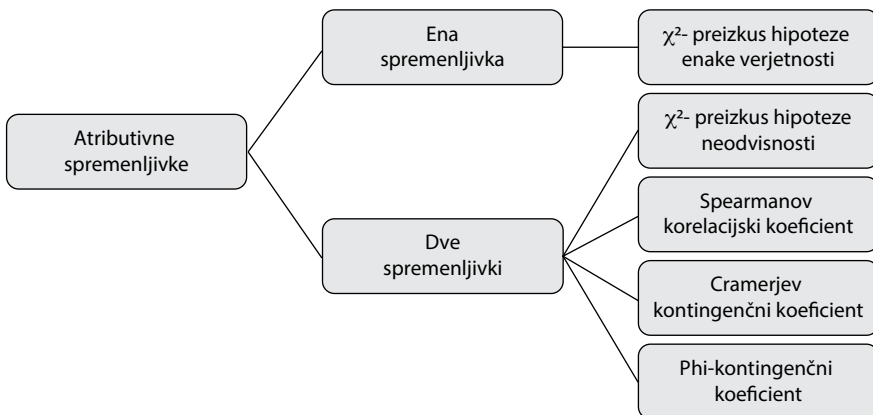 Atributivne
spremenljivke
Ena
spremenljivka
χ²- preizkus hipoteze
enake verjetnosti
Dve
spremenljivki
χ²- preizkus hipoteze
neodvisnosti
Spearmanov
korelacijski koeficient
Cramerjev
kontingenčni koeficient
Phi-kontingenčni
koeficient